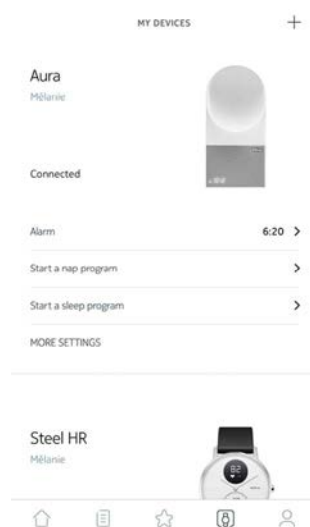 MY DEVICES
Aura
Mélanie
Connected
Alarm 6:20
Start a nap program
Start a sleep program
MORE SETTINGS
Steel HR
Mélanie
82